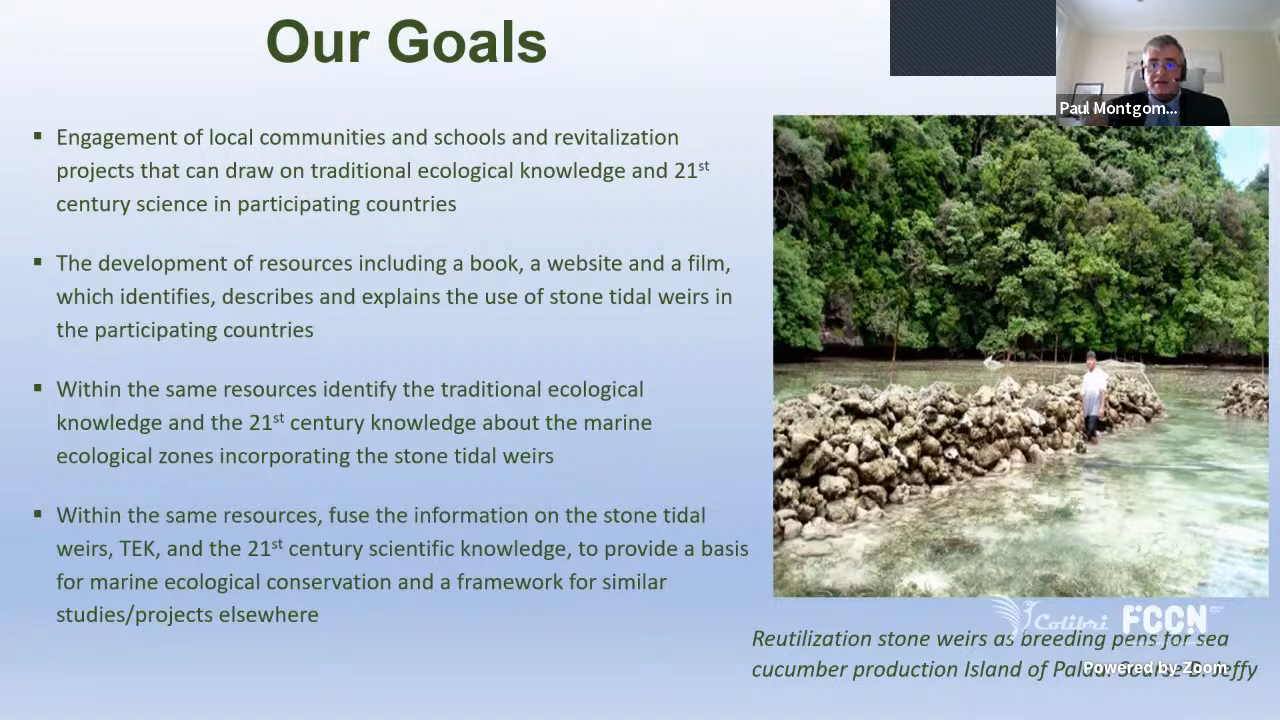 Our Goals
Paul Montgom...
▪ Engagement of local communities and schools and revitalization
projects that can draw on traditional ecological knowledge and 21st
century science in participating countries
▪ The development of resources including a book, a website and a film,
which identifies, describes and explains the use of stone tidal weirs in
the participating countries
▪ Within the same resources identify the traditional ecological
knowledge and the 21st century knowledge about the marine
ecological zones incorporating the stone tidal weirs
▪ Within the same resources, fuse the information on the stone tidal
weirs, TEK, and the 21st century scientific knowledge, to provide a basis
for marine ecological conservation and a framework for similar
studies/projects elsewhere
Colibri FCCN
Reutilization stone weirs as breeding pens for sea
cucumber production Island of Palau. B. Jeffy
Powered by Zoom